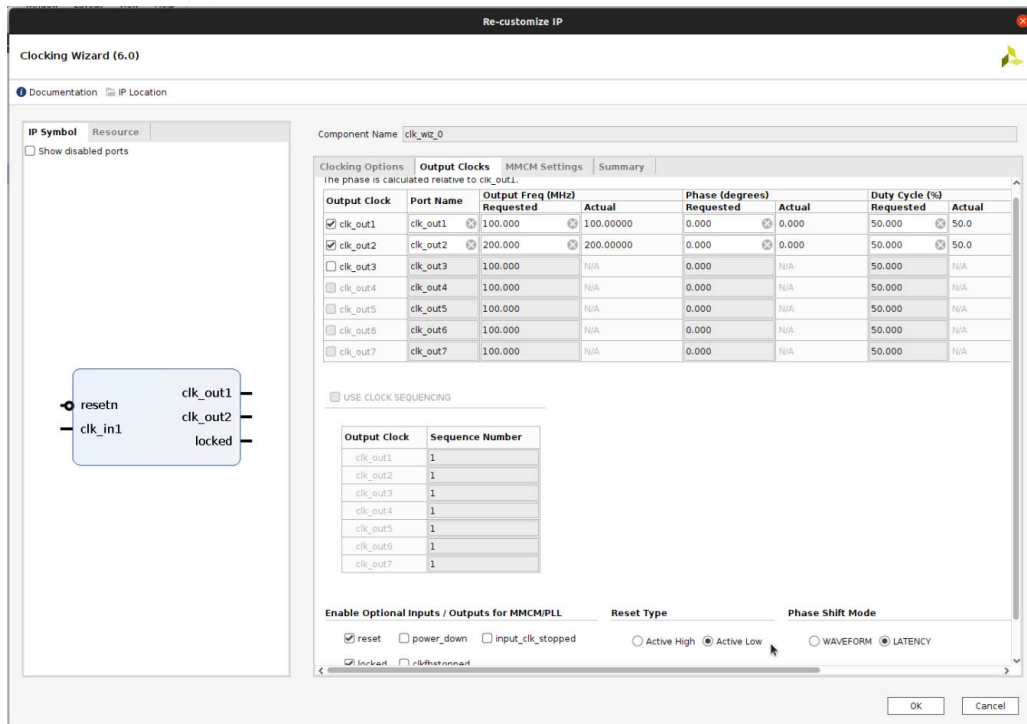 Re-customize IP
Clocking Wizard (6.0)
Documentation IP Location
IP Symbol Resource
Show disabled ports
resetn
clk_in1
clk_out1
clk_out2
locked
Component Name clk_wiz_0
Clocking Options Output Clocks MMCM Settings Summary
The phase is calculated relative to clk_out1.
Output Clock Port Name Output Freq (MHz) Phase (degrees) Duty Cycle (%)
Requested Actual Requested Actual Requested Actual
clk_out1 clk_out1 100.000 100.00000 0.000 0.000 50.000 50.0
clk_out2 clk_out2 200.000 200.00000 0.000 0.000 50.000 50.0
clk_out3 clk_out3 100.000 N/A 0.000 N/A 50.000 N/A
clk_out4 clk_out4 100.000 N/A 0.000 N/A 50.000 N/A
clk_out5 clk_out5 100.000 N/A 0.000 N/A 50.000 N/A
clk_out6 clk_out6 100.000 N/A 0.000 N/A 50.000 N/A
clk_out7 clk_out7 100.000 N/A 0.000 N/A 50.000 N/A
USE CLOCK SEQUENCING
Output Clock Sequence Number
clk_out1 1
clk_out2 1
clk_out3 1
clk_out4 1
clk_out5 1
clk_out6 1
clk_out7 1
Enable Optional Inputs / Outputs for MMCM/PLL Reset Type Phase Shift Mode
reset power_down input_clk_stopped Active High Active Low WAVEFORM LATENCY
locked clkfbstopped
OK Cancel